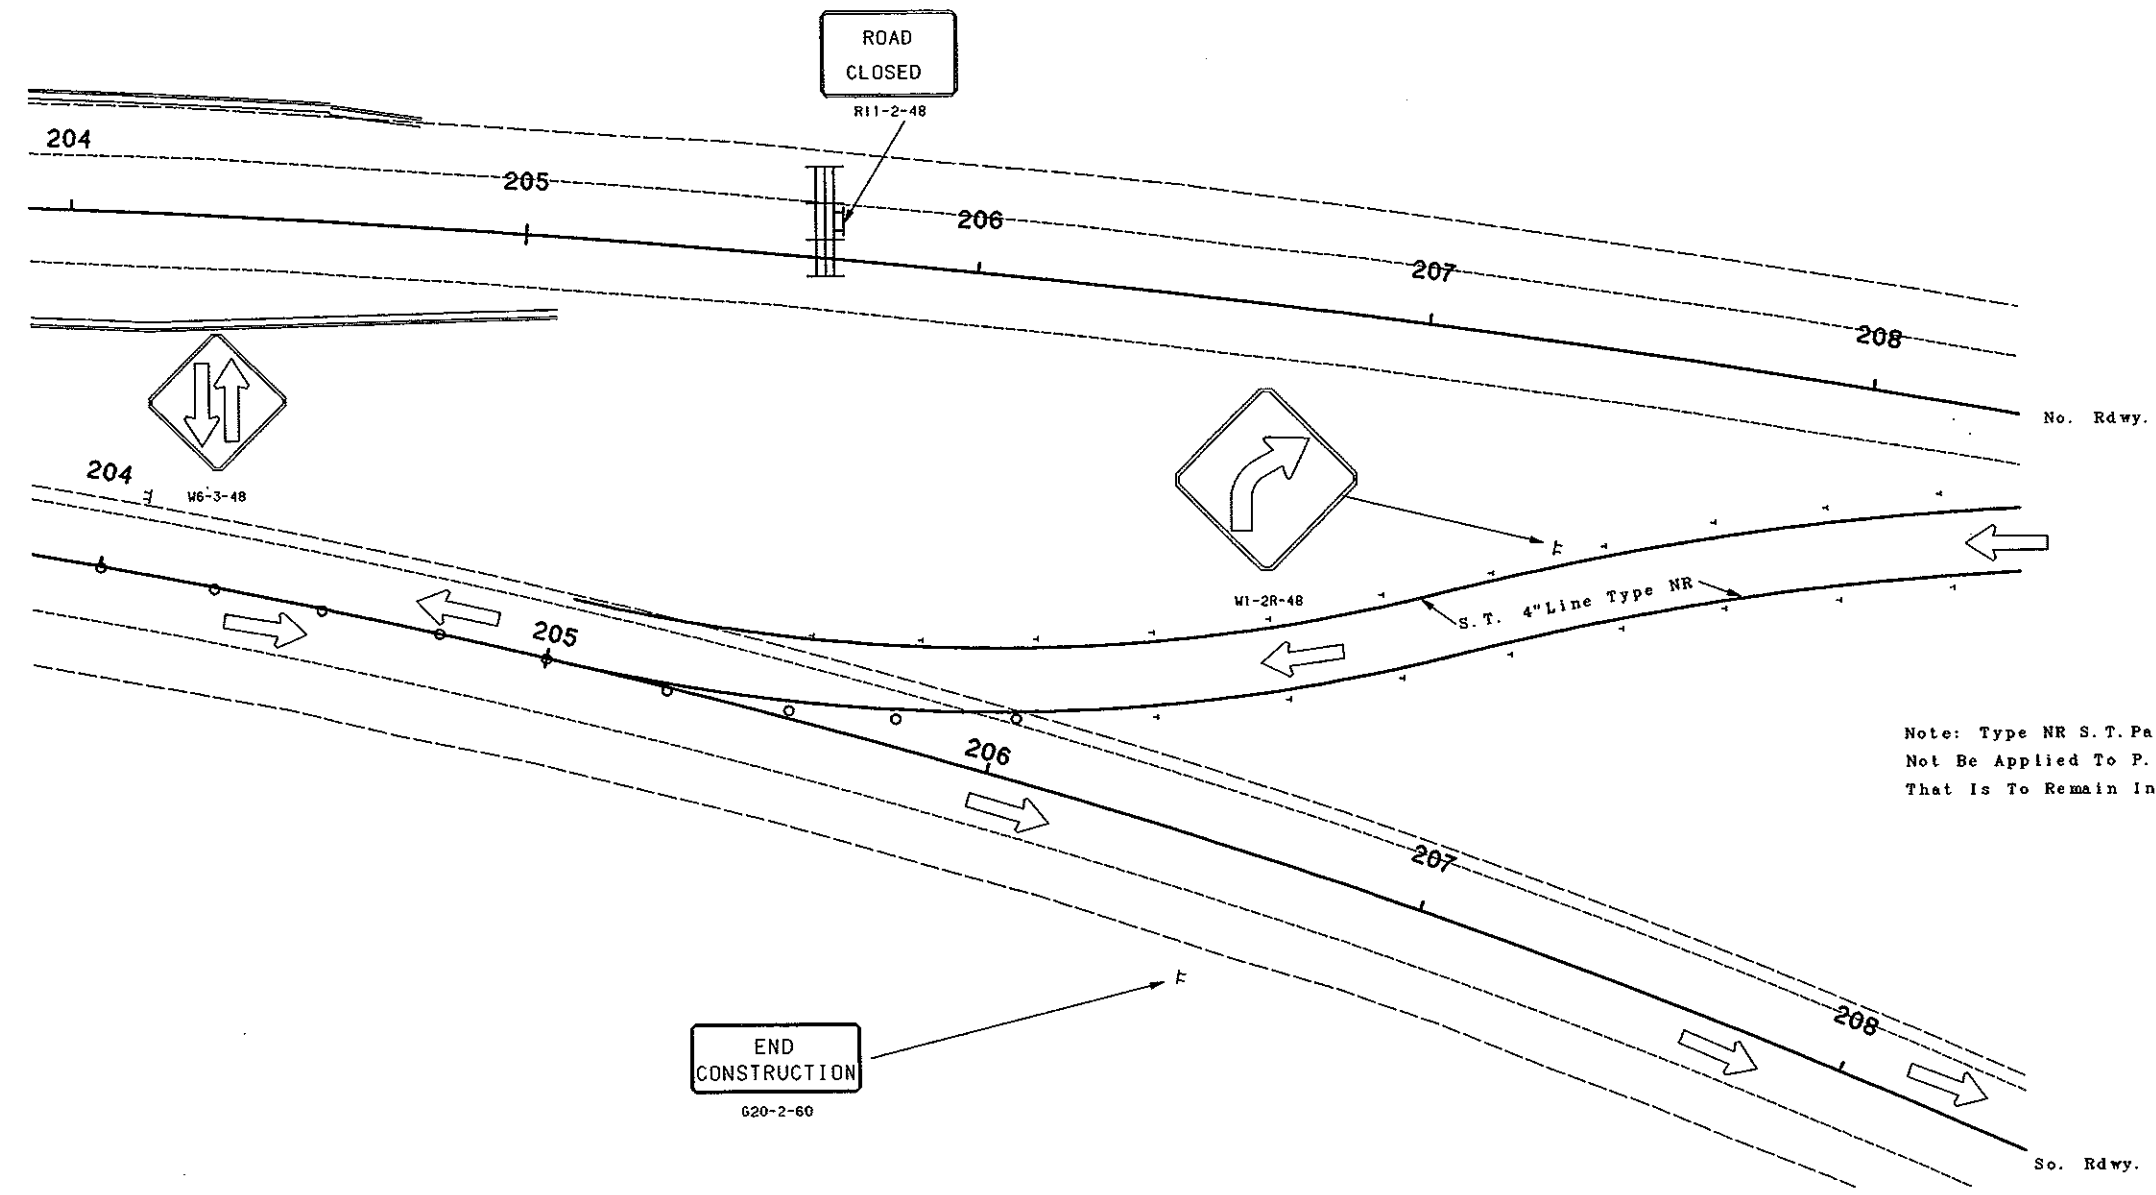 ROAD
CLOSED
R11-2-48
204
205
206
207
208
No. Rdwy.
W6-3-48
204
W1-2R-48
S.T. 4"Line Type NR
205
206
207
208
Note: Type NR S.T. Pa
Not Be Applied To P.
That Is To Remain In
END
CONSTRUCTION
G20-2-60
So. Rdwy.